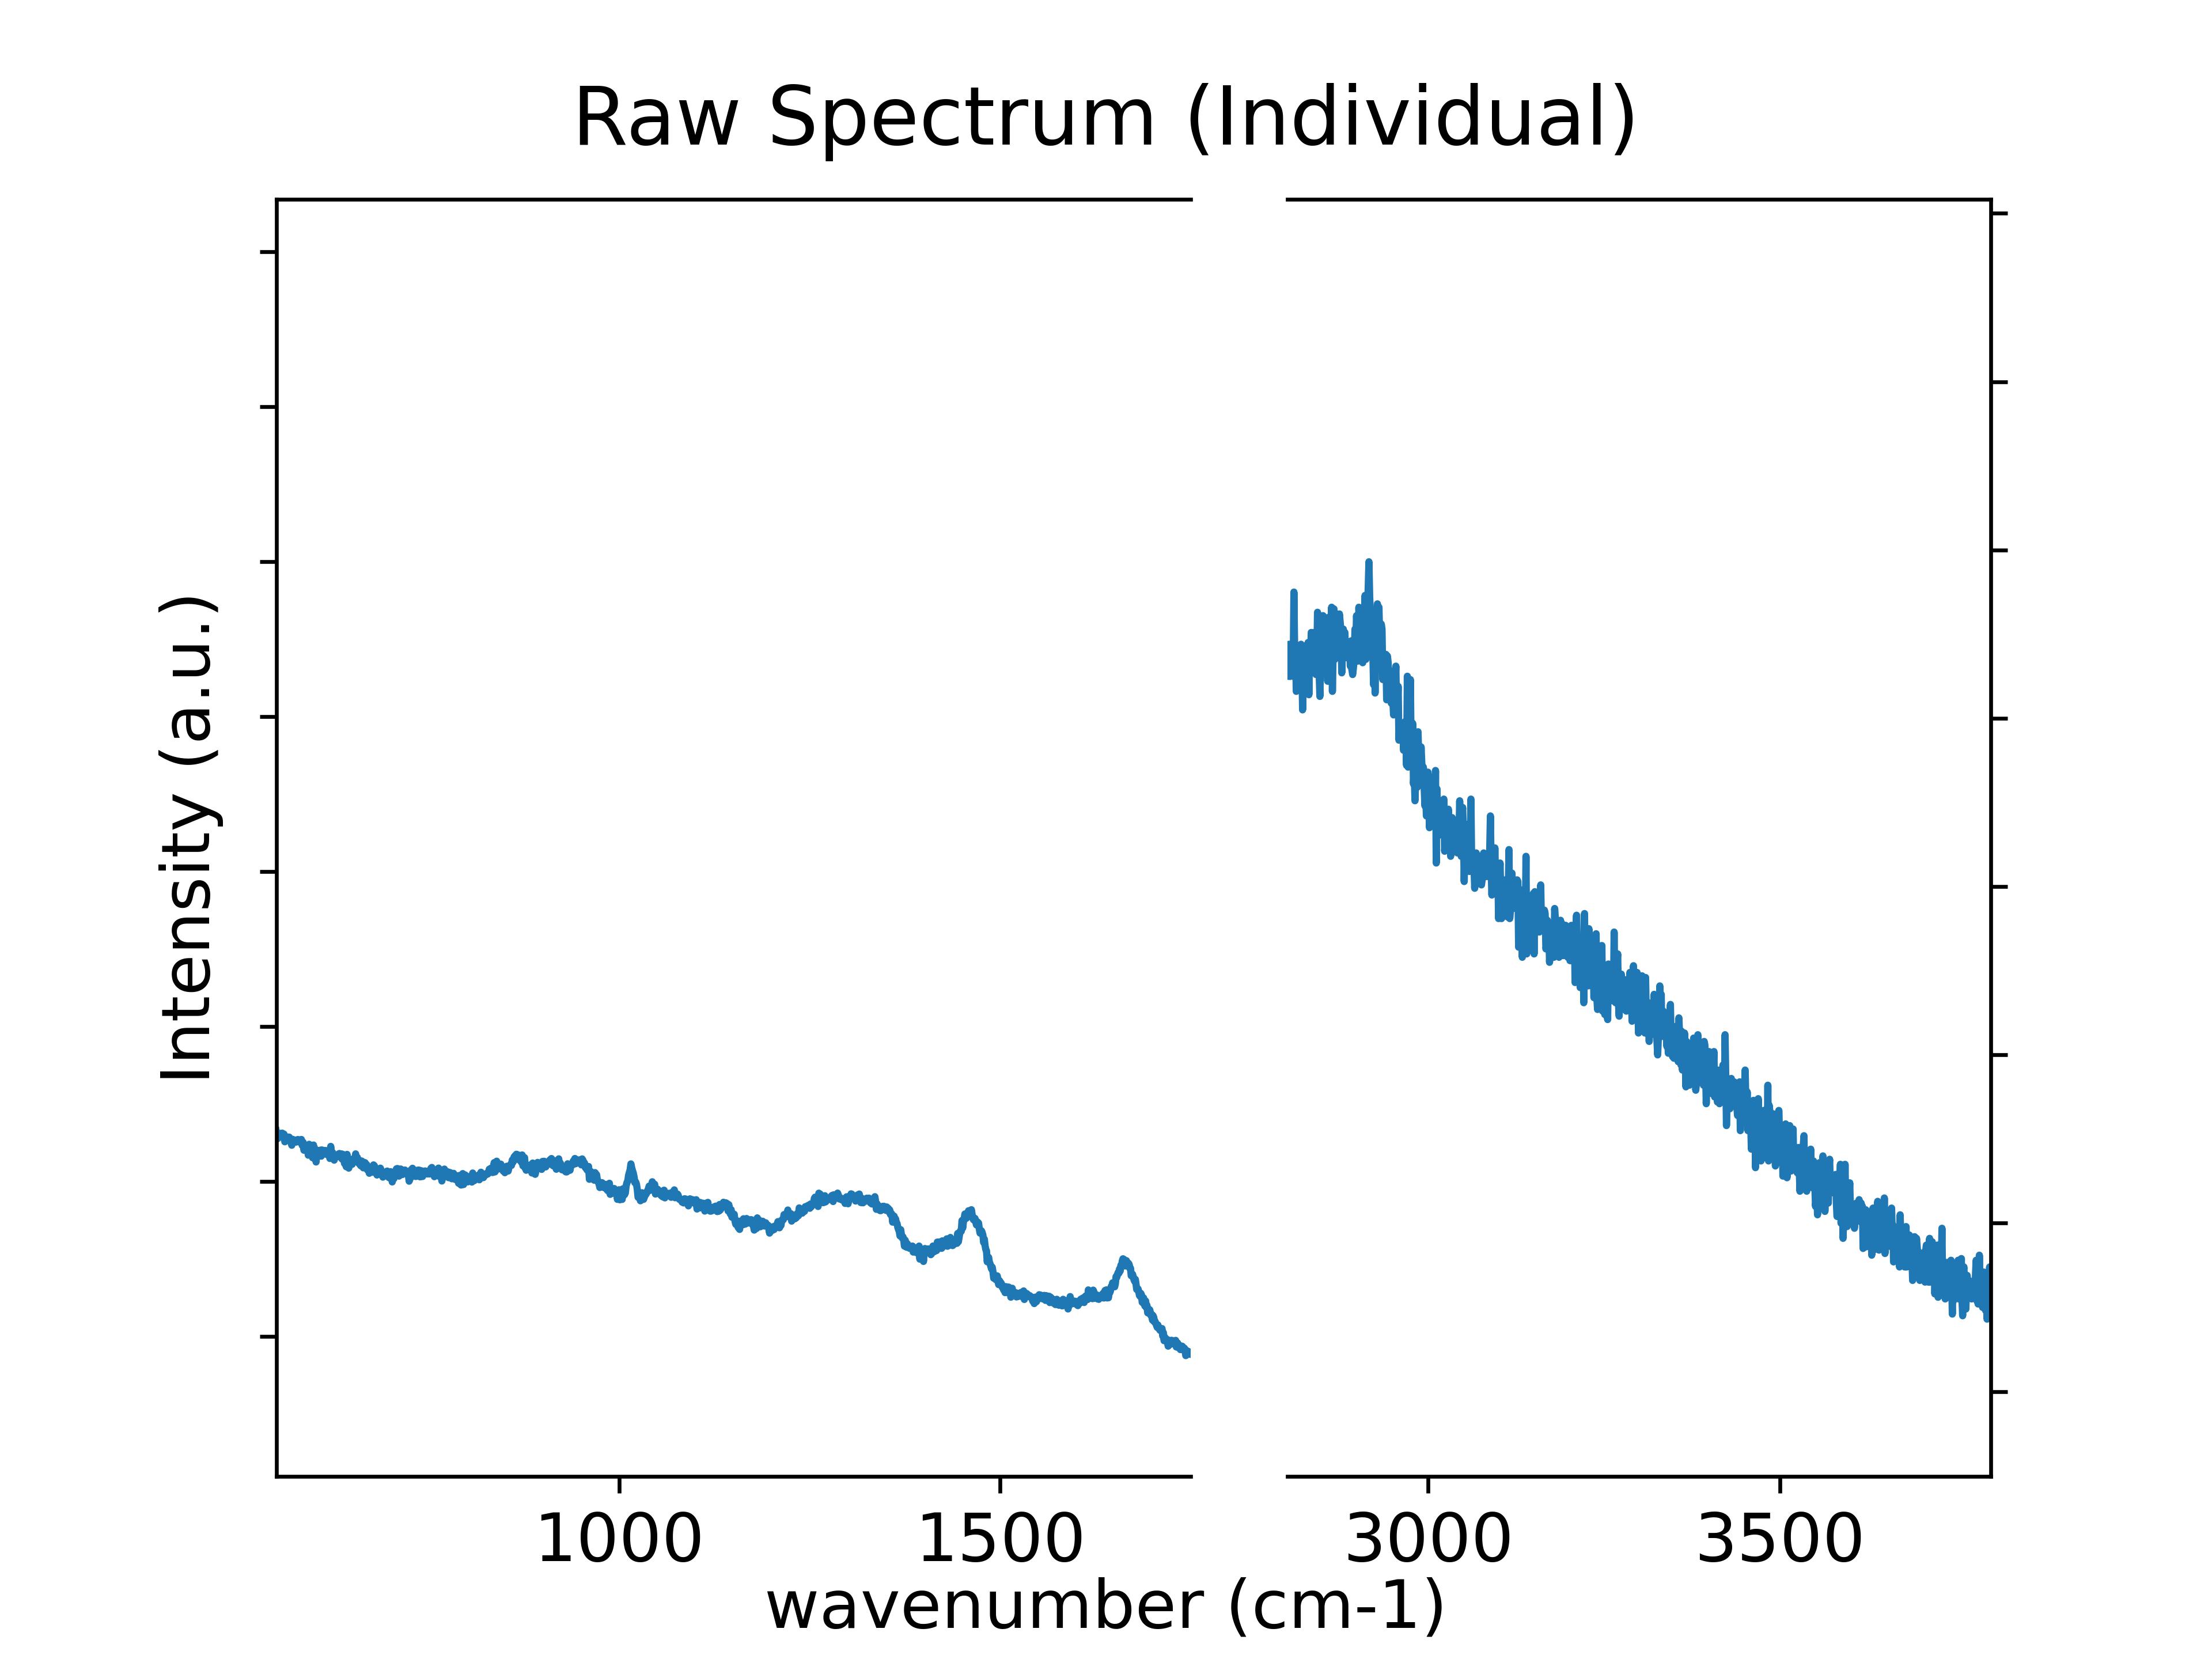 Raw Spectrum (Individual)
Intensity (a.u.)
1000 1500 3000 3500
wavenumber (cm-1)